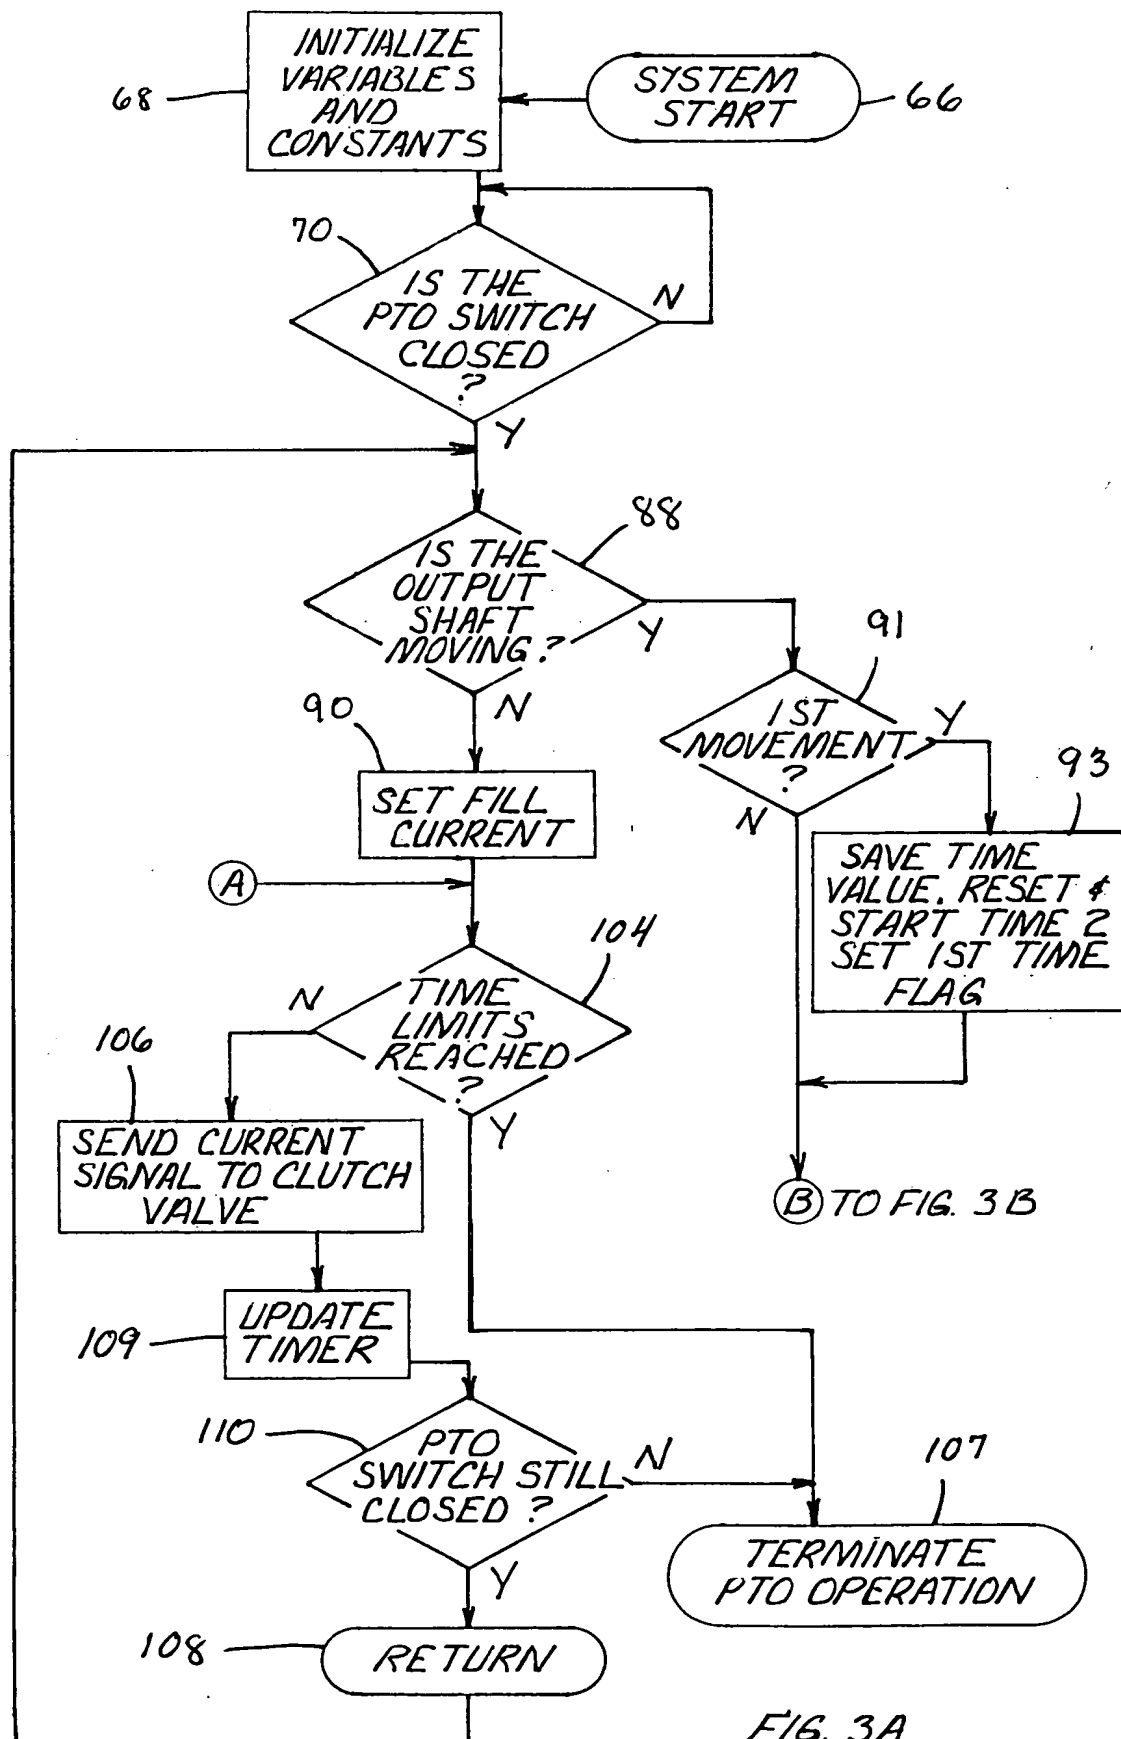 INITIALIZE
VARIABLES
AND
CONSTANTS
68
SYSTEM
START
66
70
IS THE
PTO SWITCH
CLOSED
?
N
Y
88
IS THE
OUTPUT
SHAFT
MOVING?
Y
N
91
1ST
MOVEMENT
?
Y
N
90
SET FILL
CURRENT
93
SAVE TIME
VALUE. RESET &
START TIME 2
SET 1ST TIME
FLAG
A
104
TIME
LIMITS
REACHED
?
N
Y
106
SEND CURRENT
SIGNAL TO CLUTCH
VALVE
B TO FIG. 3B
109
UPDATE
TIMER
110
PTO
SWITCH STILL
CLOSED?
N
Y
107
TERMINATE
PTO OPERATION
108
RETURN
FIG. 3A